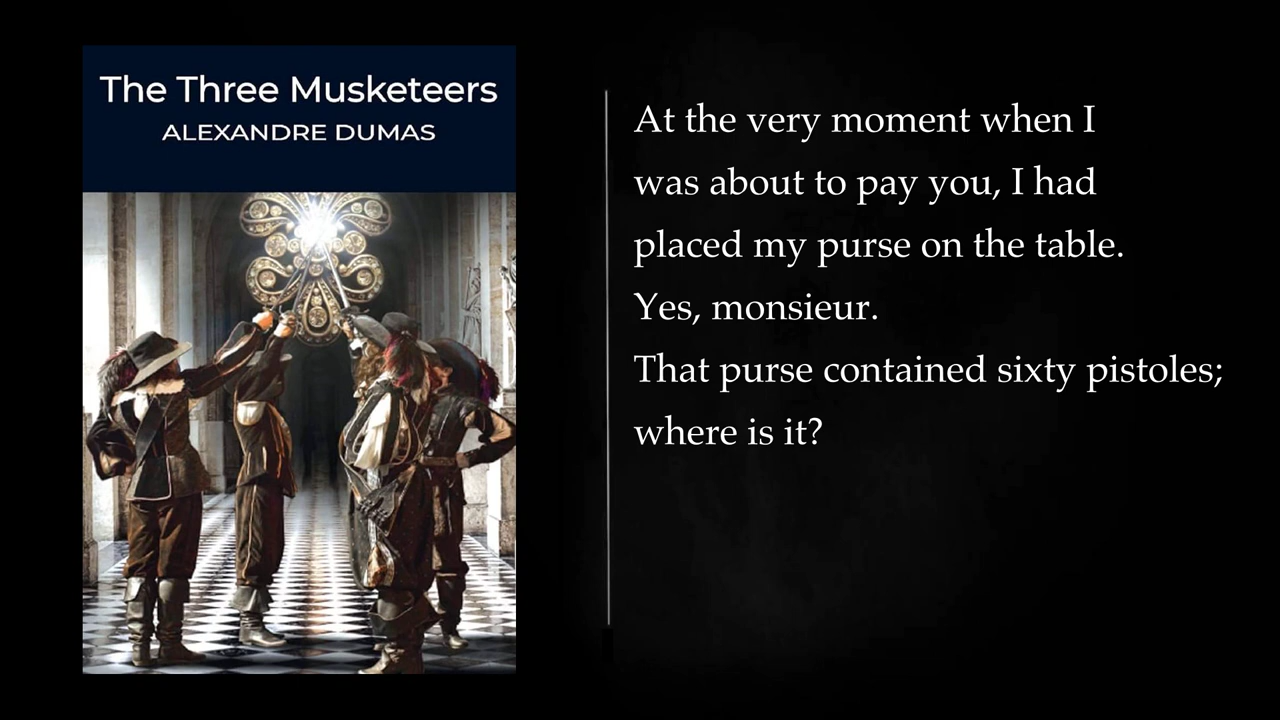 The Three Musketeers
ALEXANDRE DUMAS
At the very moment when I
was about to pay you, I had
placed my purse on the table.
Yes, monsieur.
That purse contained sixty pistoles;
where is it?